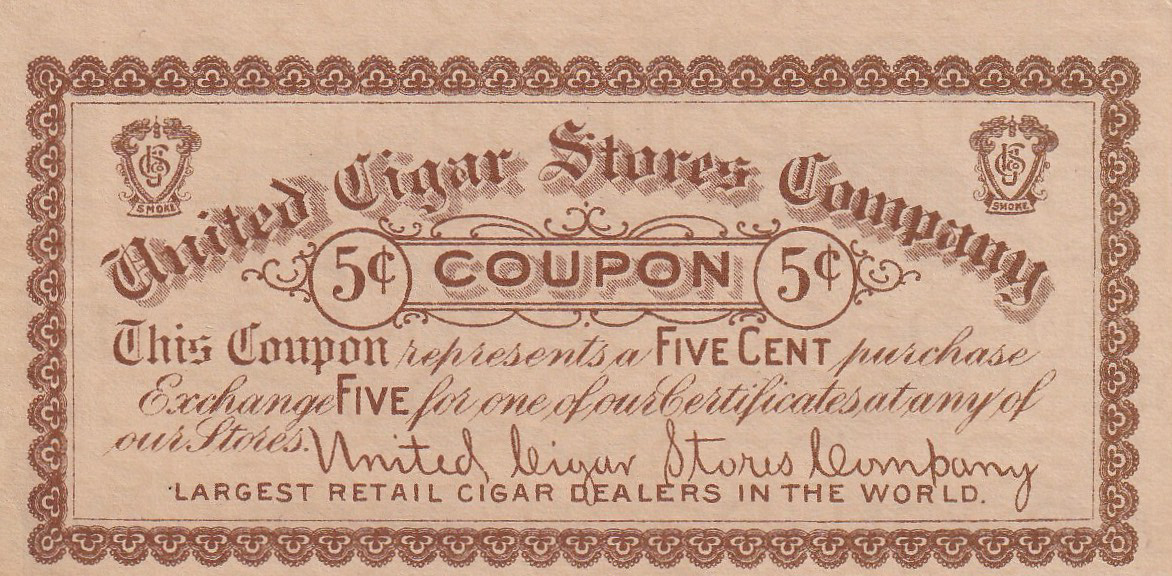 United Cigar Stores Company
SMOKE
SMOKE
5¢ COUPON 5¢
This Coupon represents a FIVE CENT purchase
Exchange FIVE for one of our Certificates at any of
our Stores. United Cigar Stores Company
LARGEST RETAIL CIGAR DEALERS IN THE WORLD.